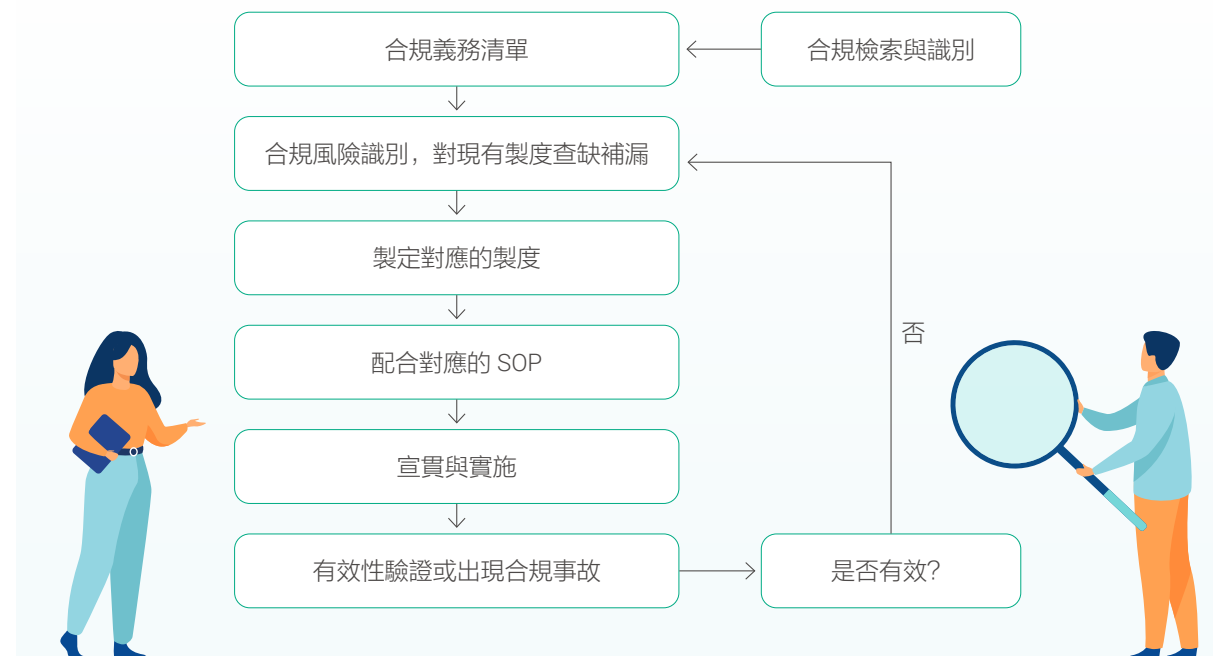 合規義務清單
合規檢索與識別
合規風險識別，對現有製度查缺補漏
製定對應的製度
否
配合對應的 SOP
宣貫與實施
有效性驗證或出現合規事故
是否有效?